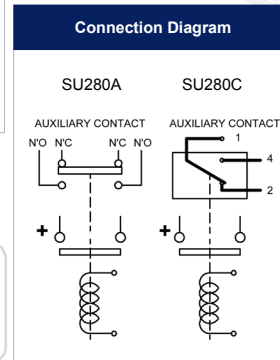 Connection Diagram
SU280A
SU280C
AUXILIARY CONTACT
AUXILIARY CONTACT
N'O N'C N'C N'O
1
4
2
+
+